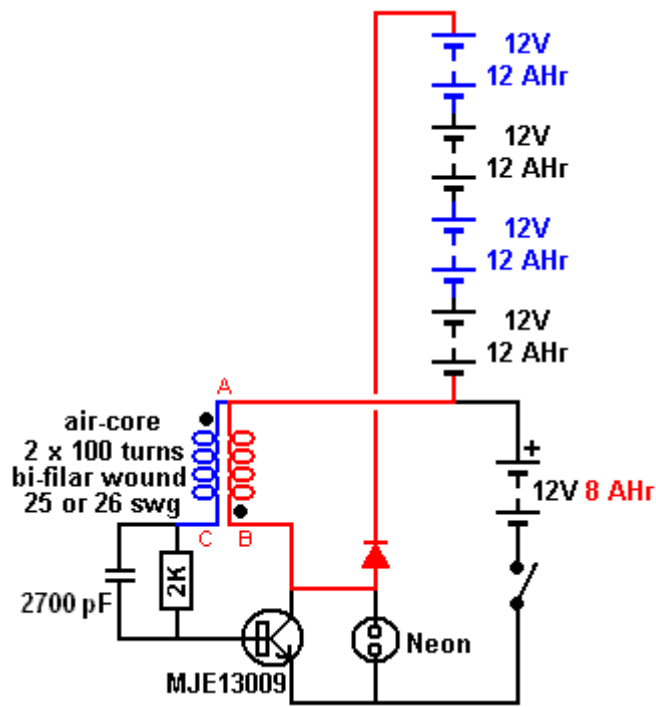 12V
12 AHr
12V
12 AHr
12V
12 AHr
12V
12 AHr
A
air-core
2 x 100 turns
bi-filar wound
25 or 26 swg
+
12V 8 AHr
C
B
2K
2700 pF
Neon
MJE13009